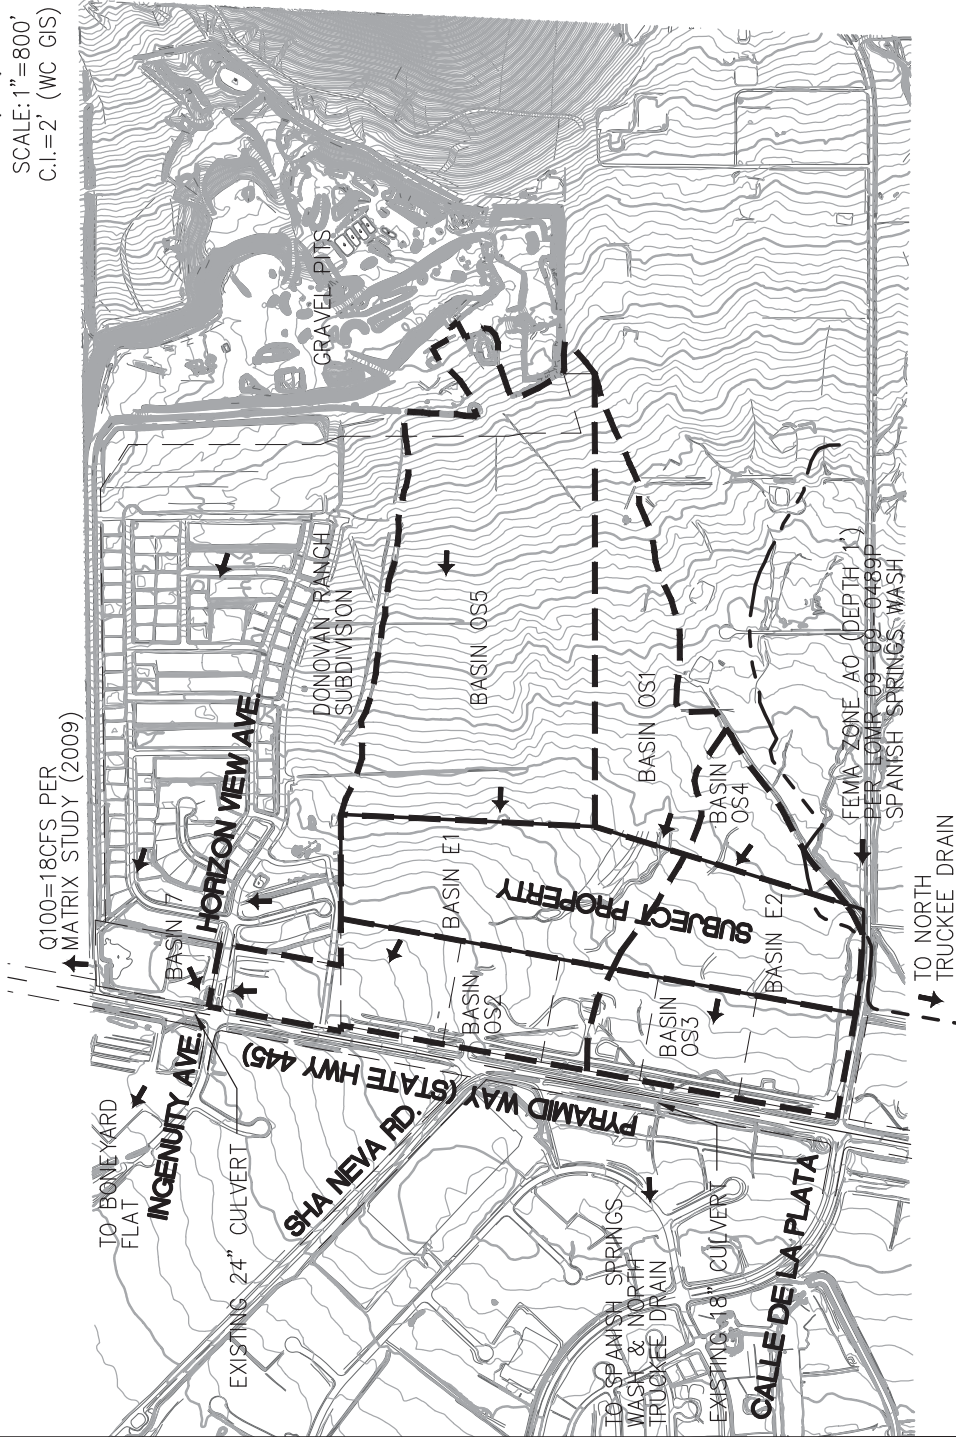 SCALE: 1"=800'
C.I.=2' (WC GIS)
Q100=18CFS PER
MATRIX STUDY (2009)
GRAVEL PITS
DONOVAN RANCH
SUBDIVISION
HORIZON VIEW AVE.
BASIN 7
BASIN OS5
BASIN E1
BASIN OS1
BASIN
OS4
SUBJECT PROPERTY
BASIN E2
BASIN
OS2
BASIN
OS3
FEMA ZONE AO (DEPTH 1')
PER LOMR 09-09-0489P
SPANISH SPRINGS WASH
TO NORTH
TRUCKEE DRAIN
PYRAMID WAY (STATE HWY 445)
INGENUITY AVE.
TO BONEYARD
FLAT
SHA NEVA RD.
EXISTING 24" CULVERT
TO SPANISH SPRINGS
WASH & NORTH
TRUCKEE DRAIN
EXISTING 18" CULVERT
CALLE DE LA PLATA